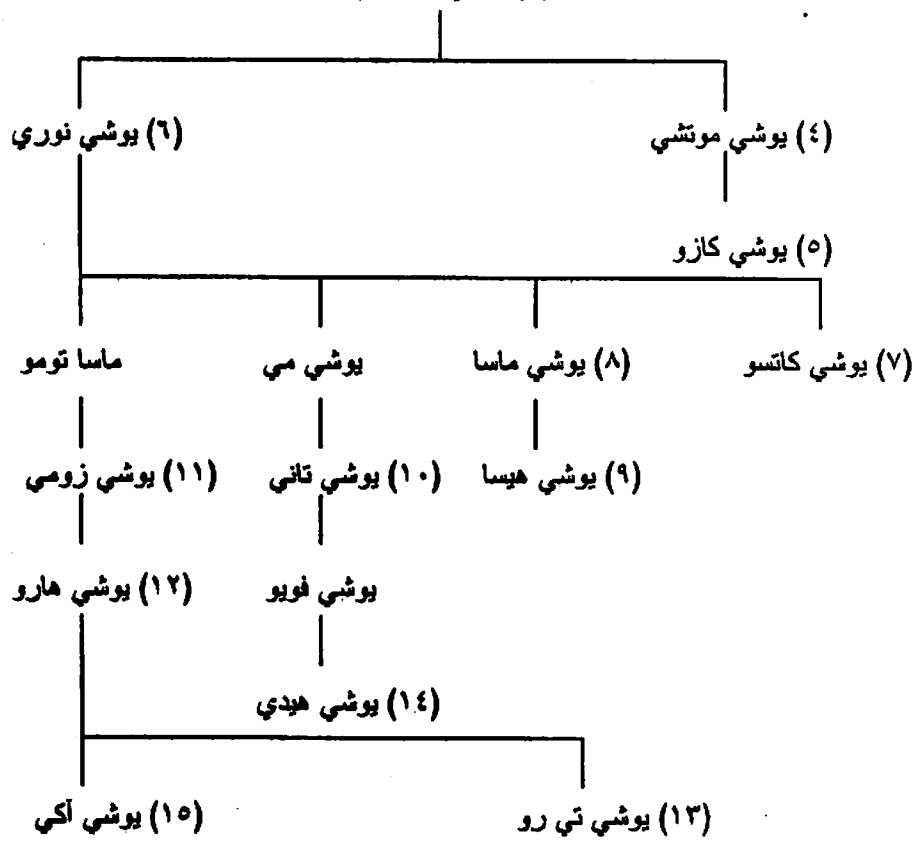 (٤) يوشي موتشي
(٦) يوشي نوري
(٥) يوشي كازو
(٧) يوشي كاتسو
(٨) يوشي ماسا
يوشي مي
ماسا تومو
(٩) يوشي هيسا
(١٠) يوشي تاني
(١١) يوشي زومي
يوشي فويو
(١٢) يوشي هارو
(١٤) يوشي هيدي
(١٣) يوشي تي رو
(١٥) يوشي آكي